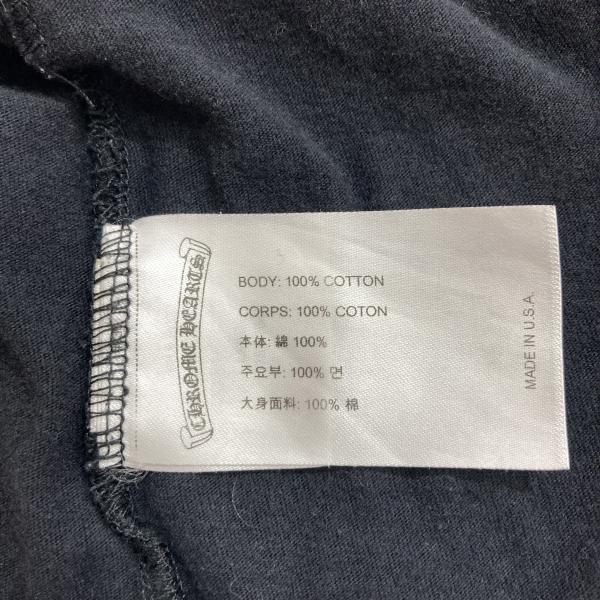 CHROME HEARTS
BODY: 100% COTTON
CORPS: 100% COTON
本体: 綿 100%
주요부: 100% 면
大身面料: 100% 棉
MADE IN U.S.A.